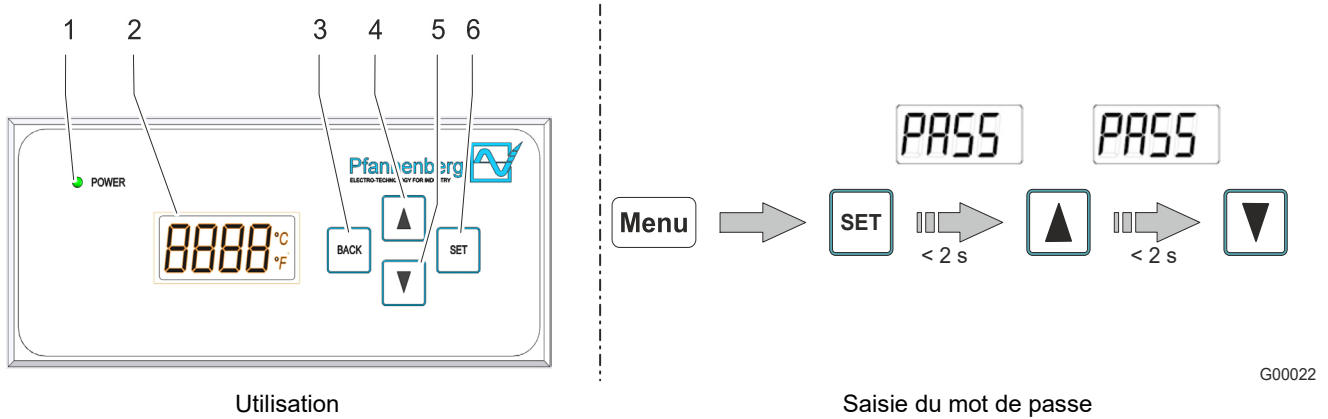 1 2 3 4 5 6
POWER
Pfannenberg
ELECTRO-TECHNOLOGY FOR INDUSTRY
8888 °C
°F
BACK
▲
▼
SET
PASS PASS
Menu SET ▲ ▼
< 2 s < 2 s
G00022
Utilisation Saisie du mot de passe